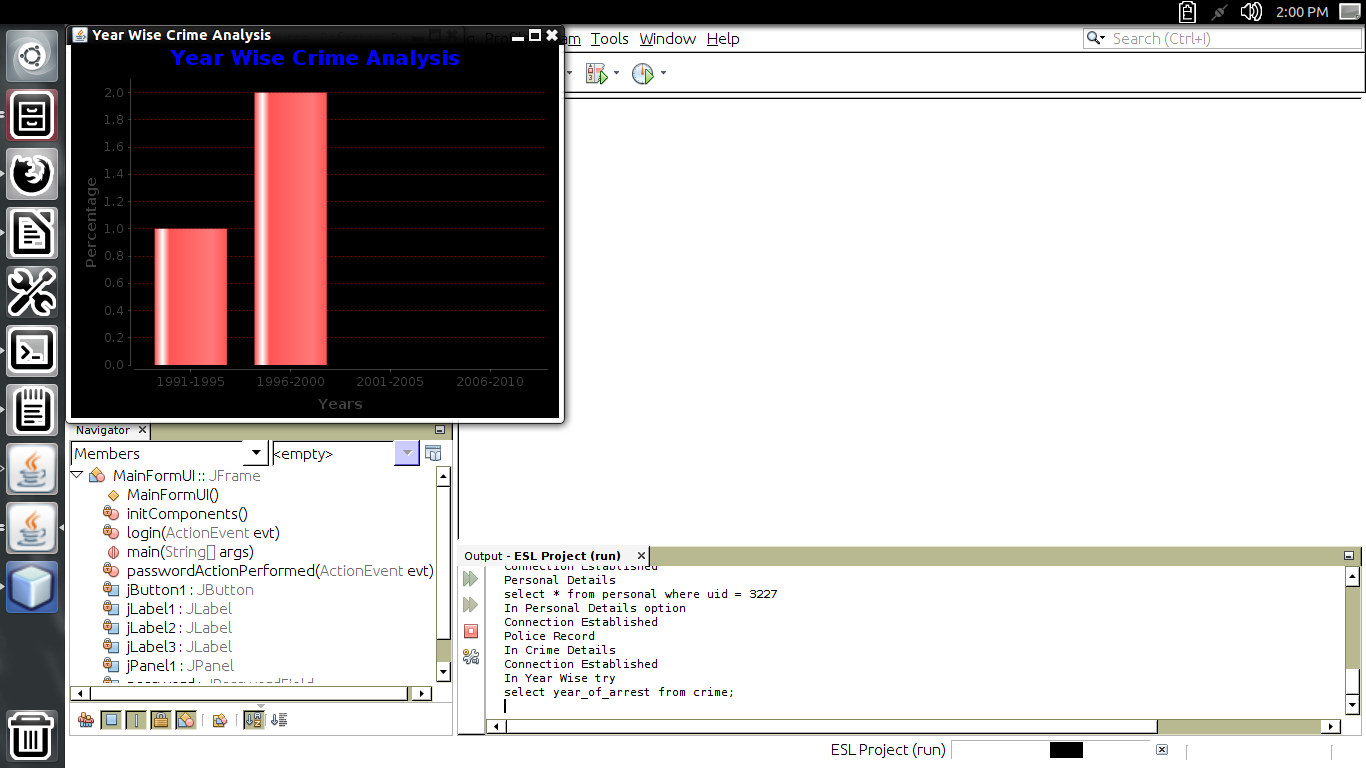 2:00 PM
Year Wise Crime Analysis
Tools Window Help
Search (Ctrl+I)
Year Wise Crime Analysis
2.0
1.8
1.6
1.4
1.2
1.0
0.8
0.6
0.4
0.2
0.0
Percentage
1991-1995 1996-2000 2001-2005 2006-2010
Years
Navigator
Members <empty>
MainFormUI :: JFrame
MainFormUI()
initComponents()
login(ActionEvent evt)
main(String[] args)
passwordActionPerformed(ActionEvent evt)
jButton1 : JButton
jLabel1 : JLabel
jLabel2 : JLabel
jLabel3 : JLabel
jPanel1 : JPanel
password : JPasswordField
Output - ESL Project (run)
Connection Established
Personal Details
select * from personal where uid = 3227
In Personal Details option
Connection Established
Police Record
In Crime Details
Connection Established
In Year Wise try
select year_of_arrest from crime;
ESL Project (run)